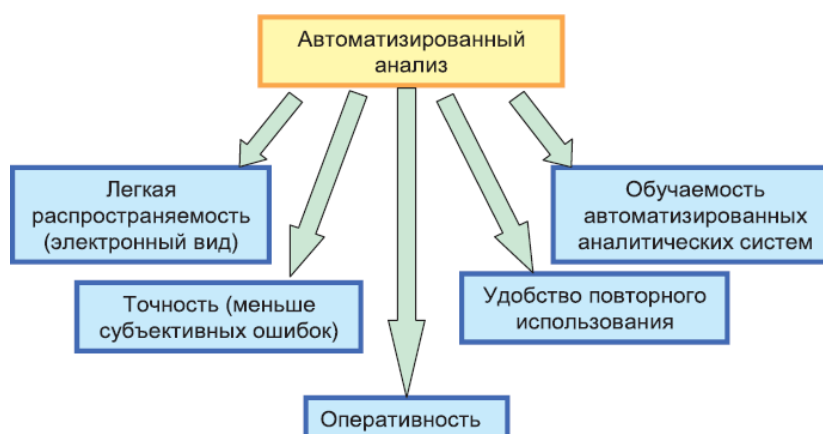 Автоматизированный
анализ
Легкая
распространяемость
(электронный вид)
Точность (меньше
субъективных ошибок)
Оперативность
Удобство повторного
использования
Обучаемость
автоматизированных
аналитических систем